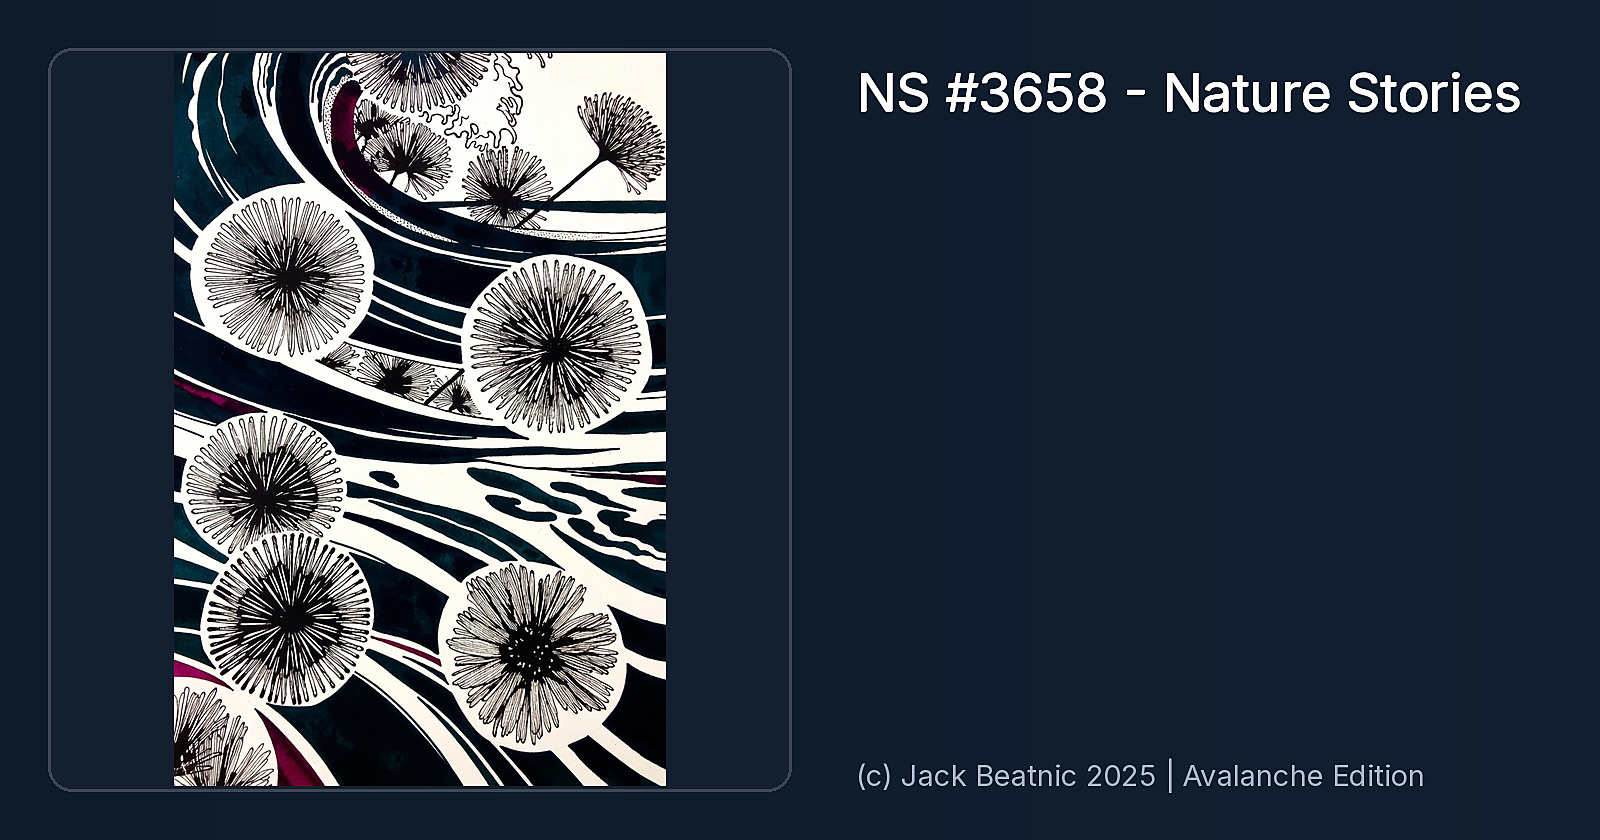 NS #3658 - Nature Stories
(c) Jack Beatnic 2025 | Avalanche Edition